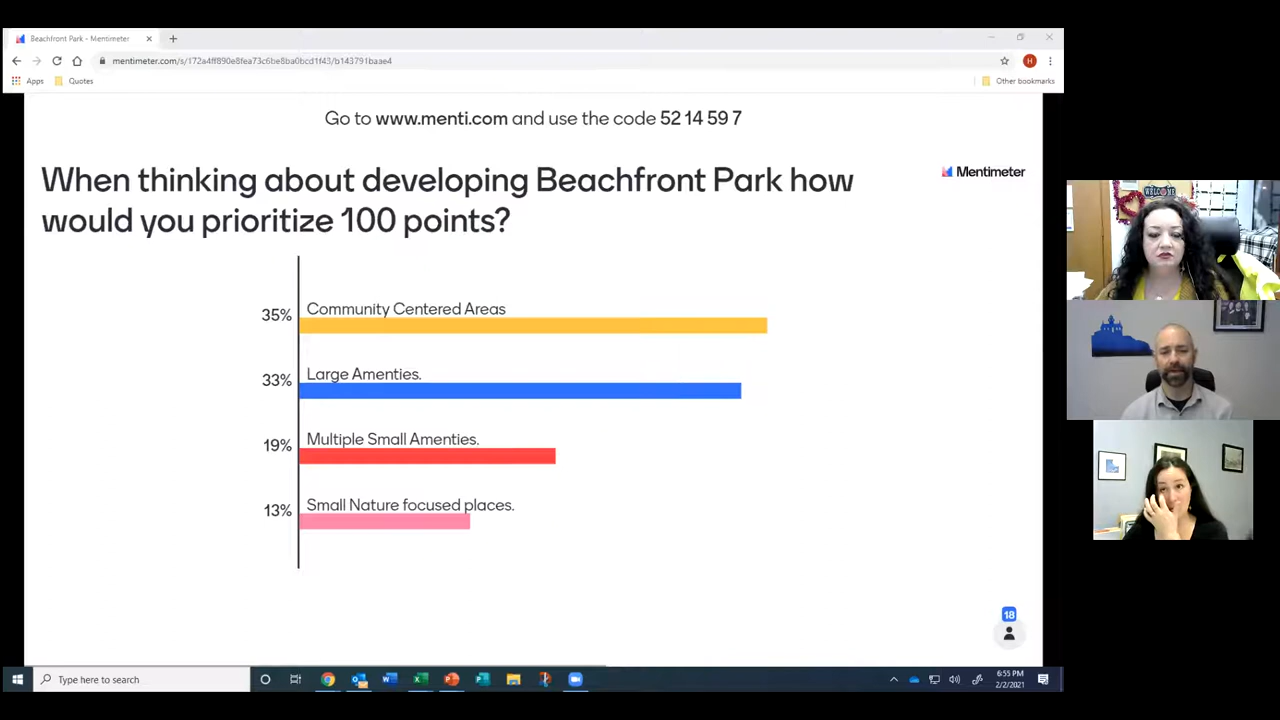 Beachfront Park - Mentimeter
mentimeter.com/s/172a4ff890e8fea73c6be8ba0bcd1f43/b143791baae4
H
Apps
Quotes
Other bookmarks
Go to www.menti.com and use the code 52 14 59 7
When thinking about developing Beachfront Park how
would you prioritize 100 points?
Mentimeter
35%
Community Centered Areas
33%
Large Amenties.
19%
Multiple Small Amenties.
13%
Small Nature focused places.
18
Type here to search
6:55 PM
2/2/2021
WELCOME